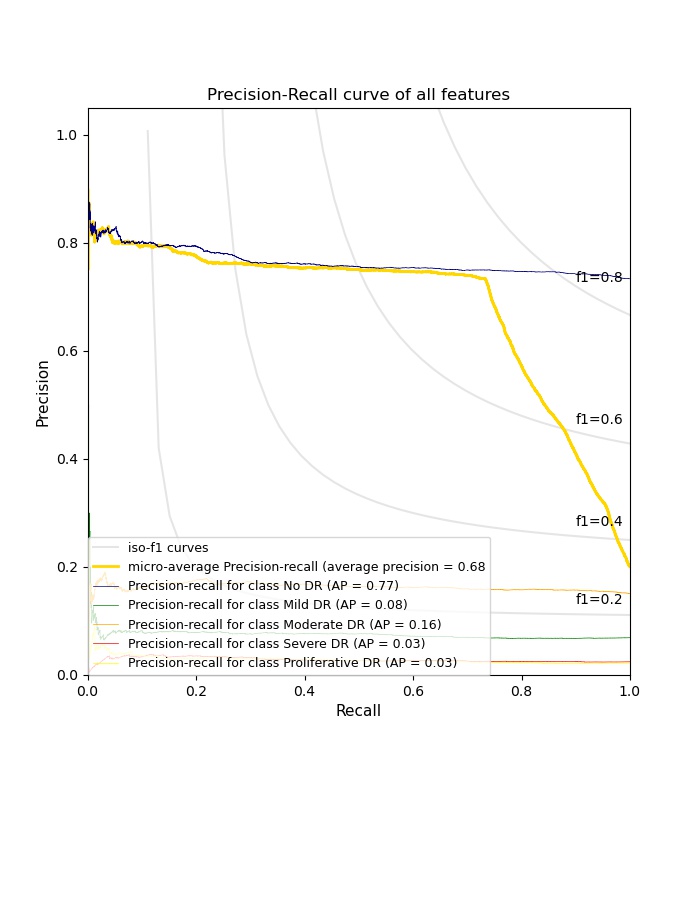 Precision-Recall curve of all features
1.0
0.8
0.6
0.4
0.2
0.0
Precision
f1=0.8
f1=0.6
f1=0.4
f1=0.2
iso-f1 curves
micro-average Precision-recall (average precision = 0.68
Precision-recall for class No DR (AP = 0.77)
Precision-recall for class Mild DR (AP = 0.08)
Precision-recall for class Moderate DR (AP = 0.16)
Precision-recall for class Severe DR (AP = 0.03)
Precision-recall for class Proliferative DR (AP = 0.03)
0.0 0.2 0.4 0.6 0.8 1.0
Recall